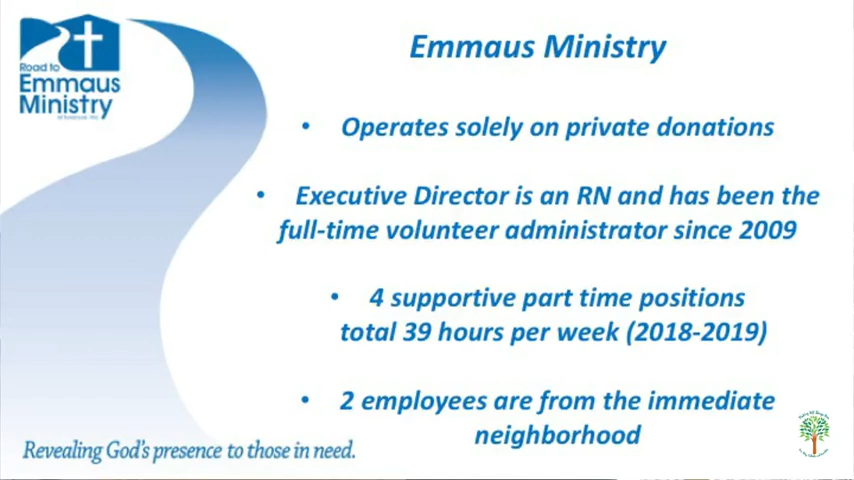 Road to
Emmaus
Ministry
Emmaus Ministry
• Operates solely on private donations
• Executive Director is an RN and has been the
full-time volunteer administrator since 2009
• 4 supportive part time positions
total 39 hours per week (2018-2019)
• 2 employees are from the immediate
neighborhood
Revealing God's presence to those in need.